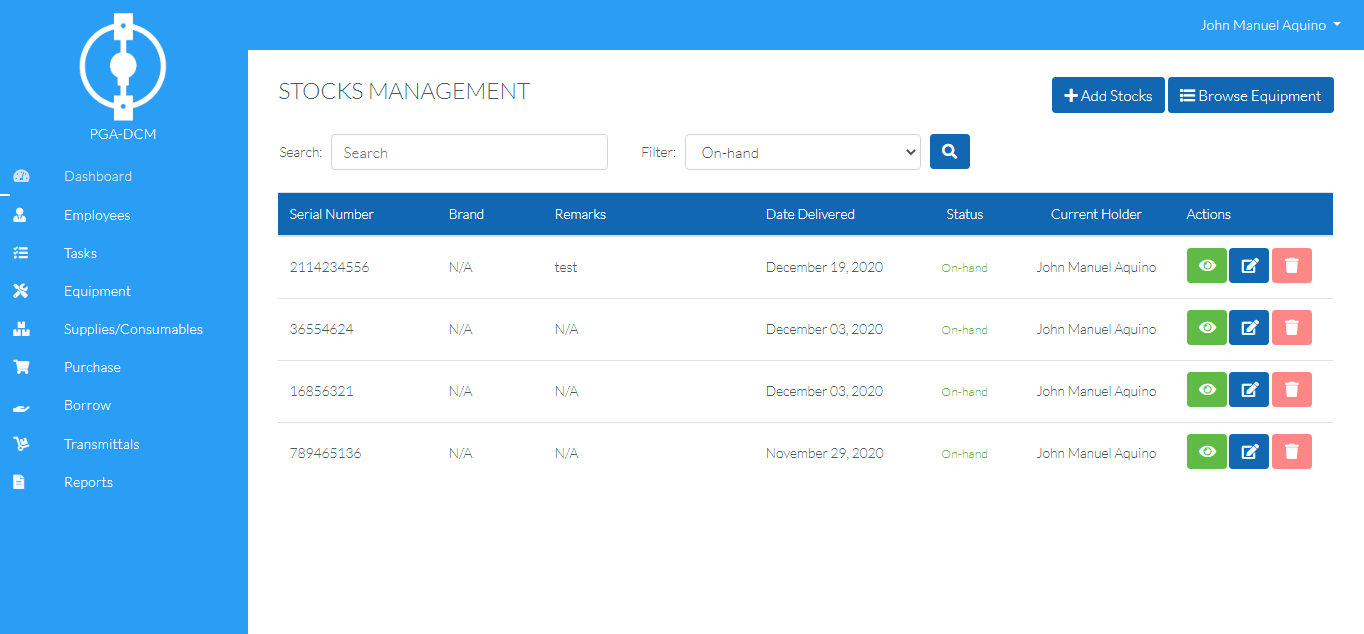 John Manuel Aquino
PGA-DCM
Dashboard
Employees
Tasks
Equipment
Supplies/Consumables
Purchase
Borrow
Transmittals
Reports
STOCKS MANAGEMENT
Add Stocks Browse Equipment
Search: Search Filter: On-hand
Serial Number Brand Remarks Date Delivered Status Current Holder Actions
2114234556 N/A test December 19, 2020 On-hand John Manuel Aquino
36554624 N/A N/A December 03, 2020 On-hand John Manuel Aquino
16856321 N/A N/A December 03, 2020 On-hand John Manuel Aquino
789465136 N/A N/A November 29, 2020 On-hand John Manuel Aquino